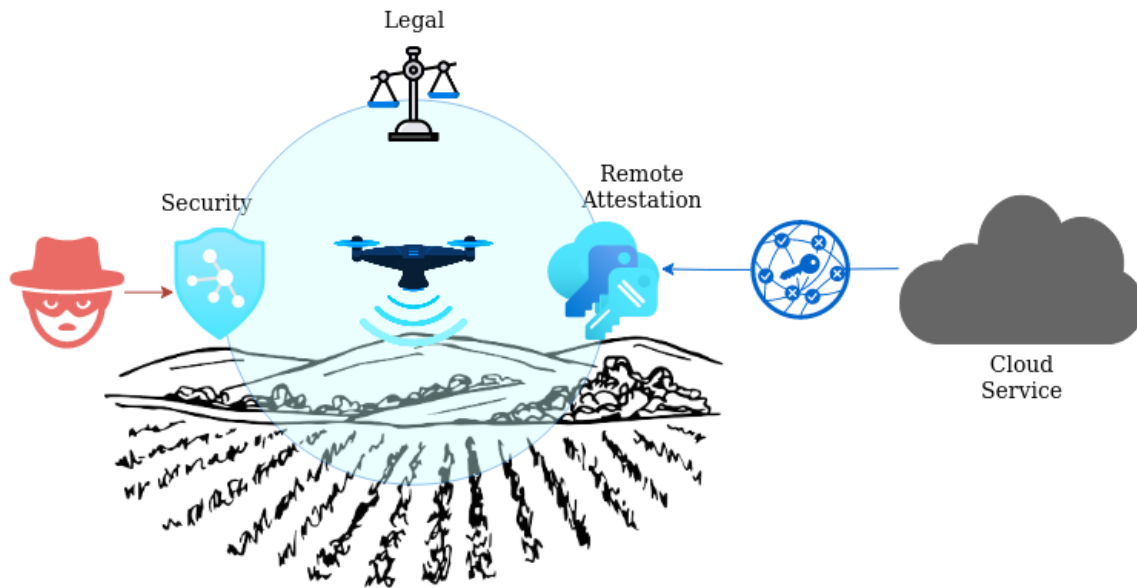 Legal
Security
Remote
Attestation
Cloud
Service